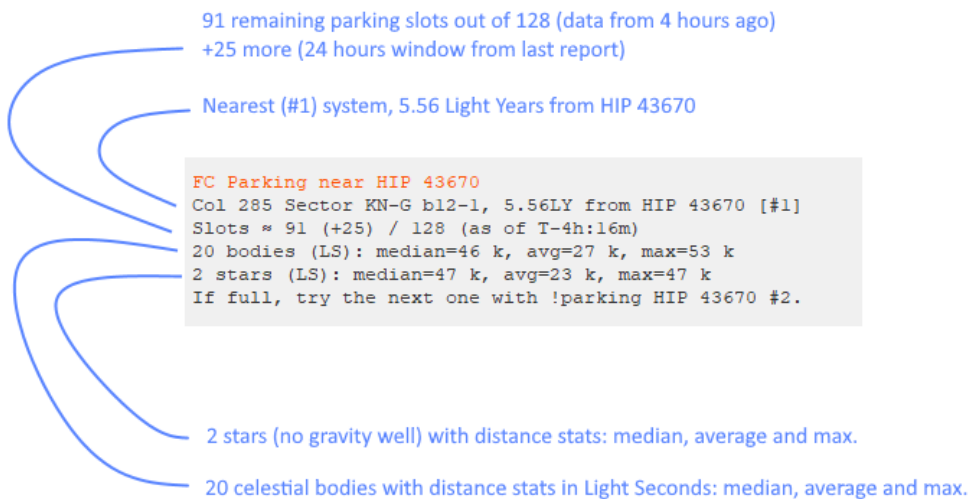 91 remaining parking slots out of 128 (data from 4 hours ago)
+25 more (24 hours window from last report)
Nearest (#1) system, 5.56 Light Years from HIP 43670
FC Parking near HIP 43670
Col 285 Sector KN-G b12-1, 5.56LY from HIP 43670 [#1]
Slots ≈ 91 (+25) / 128 (as of T-4h:16m)
20 bodies (LS): median=46 k, avg=27 k, max=53 k
2 stars (LS): median=47 k, avg=23 k, max=47 k
If full, try the next one with !parking HIP 43670 #2.
2 stars (no gravity well) with distance stats: median, average and max.
20 celestial bodies with distance stats in Light Seconds: median, average and max.